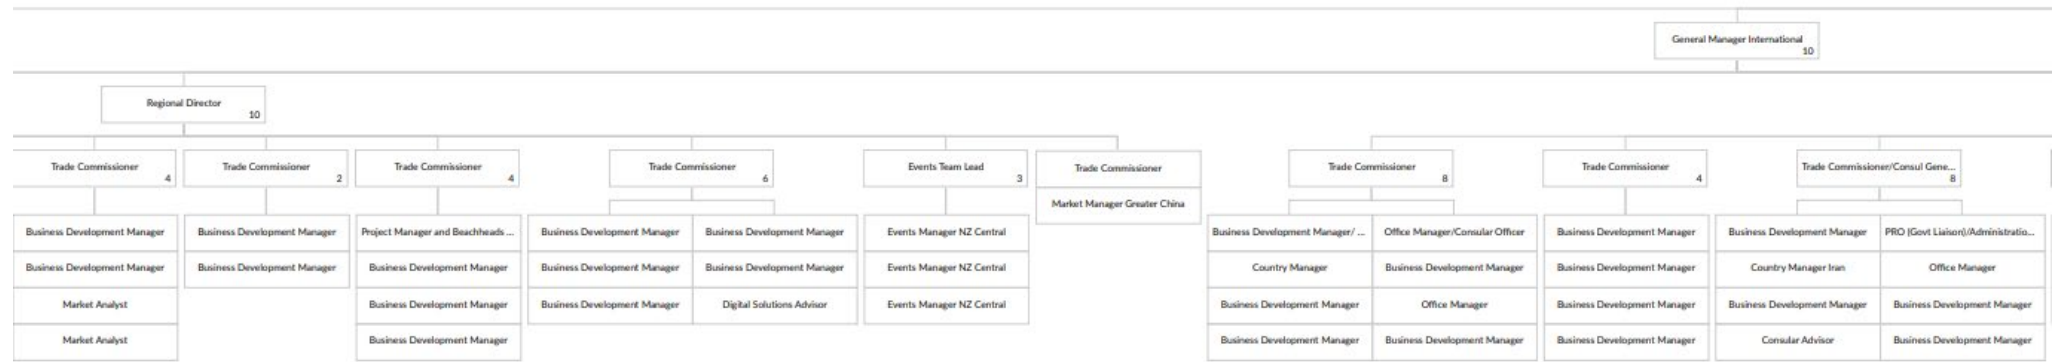 General Manager International
10
Regional Director
10
Trade Commissioner
4
Trade Commissioner
2
Trade Commissioner
4
Trade Commissioner
6
Events Team Lead
3
Trade Commissioner
Market Manager Greater China
Trade Commissioner
8
Trade Commissioner
4
Trade Commissioner/Consul Gene...
8
Business Development Manager
Business Development Manager
Market Analyst
Market Analyst
Business Development Manager
Business Development Manager
Project Manager and Beachheads ...
Business Development Manager
Business Development Manager
Business Development Manager
Business Development Manager
Business Development Manager
Business Development Manager
Business Development Manager
Business Development Manager
Digital Solutions Advisor
Events Manager NZ Central
Events Manager NZ Central
Events Manager NZ Central
Business Development Manager/ ...
Country Manager
Business Development Manager
Business Development Manager
Office Manager/Consular Officer
Business Development Manager
Office Manager
Business Development Manager
Business Development Manager
Business Development Manager
Business Development Manager
Business Development Manager
Business Development Manager
Country Manager Iran
Business Development Manager
Consular Advisor
PRO (Govt Liaison)/Administratio...
Office Manager
Business Development Manager
Business Development Manager